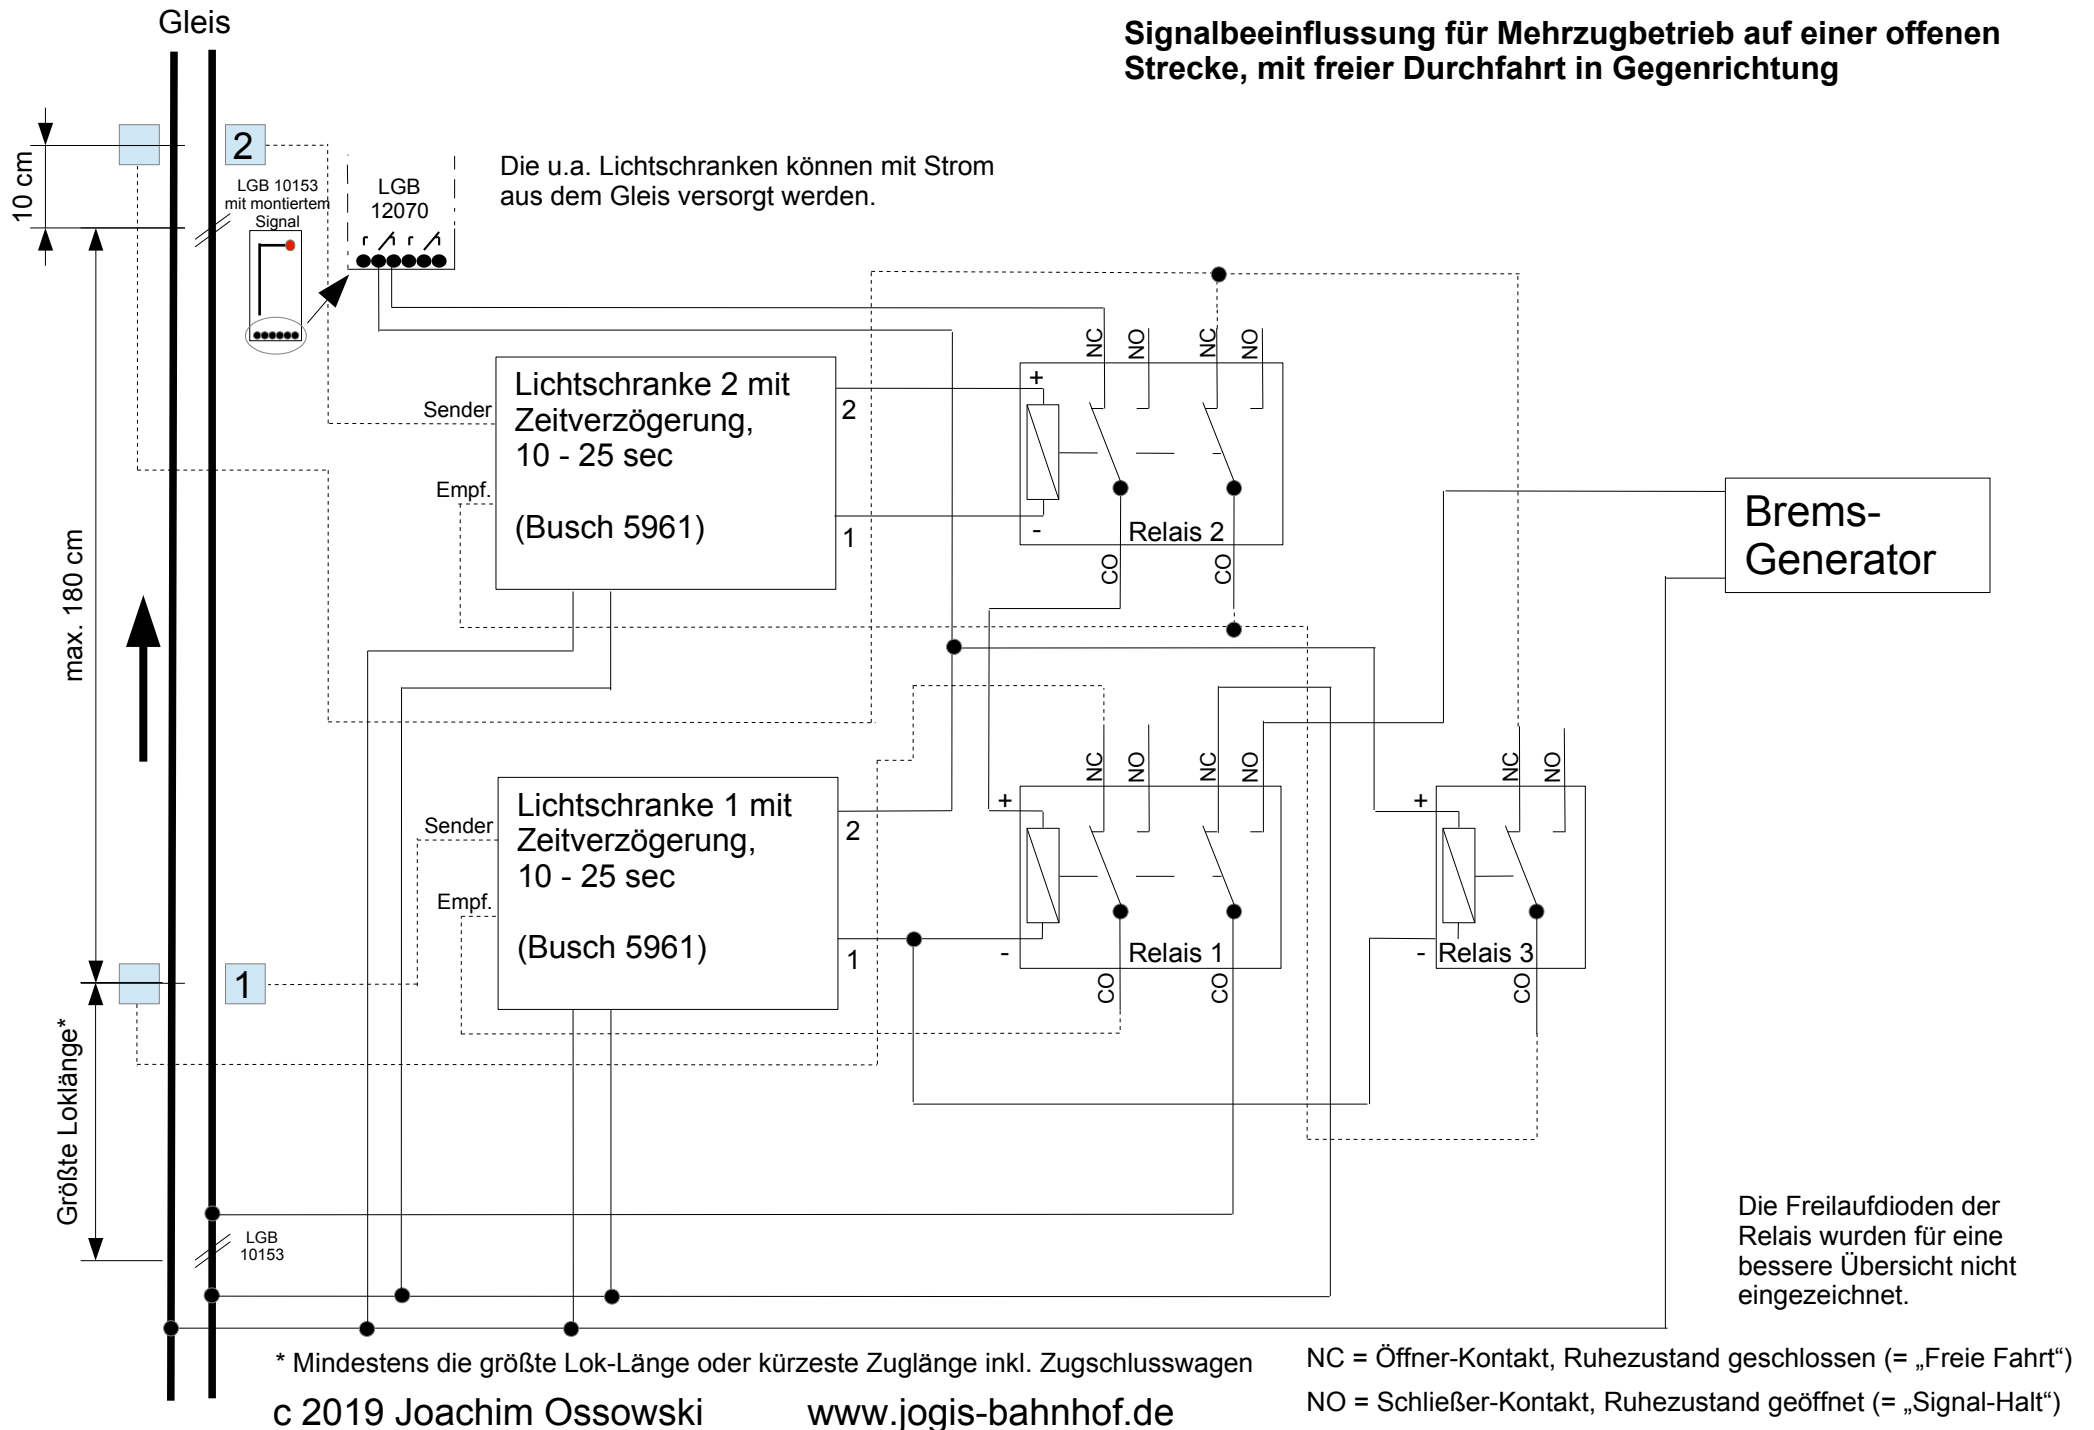 Gleis
Signalbeeinflussung für Mehrzugbetrieb auf einer offenen
Strecke, mit freier Durchfahrt in Gegenrichtung
2
10 cm
LGB 10153
mit montiertem
Signal
LGB
12070
Die u.a. Lichtschranken können mit Strom
aus dem Gleis versorgt werden.
NC
NO
NC
NO
Lichtschranke 2 mit
Zeitverzögerung,
10 - 25 sec
(Busch 5961)
Sender
Empf.
2
1
+
-
Relais 2
CO
CO
Brems-
Generator
max. 180 cm
NC
NO
NC
NO
NC
NO
Lichtschranke 1 mit
Zeitverzögerung,
10 - 25 sec
(Busch 5961)
Sender
Empf.
2
1
+
-
Relais 1
CO
CO
+
-
Relais 3
CO
1
Größte Loklänge*
LGB
10153
Die Freilaufdioden der
Relais wurden für eine
bessere Übersicht nicht
eingezeichnet.
* Mindestens die größte Lok-Länge oder kürzeste Zuglänge inkl. Zugschlusswagen
NC = Öffner-Kontakt, Ruhezustand geschlossen (= „Freie Fahrt“)
NO = Schließer-Kontakt, Ruhezustand geöffnet (= „Signal-Halt“)
c 2019 Joachim Ossowski
www.jogis-bahnhof.de